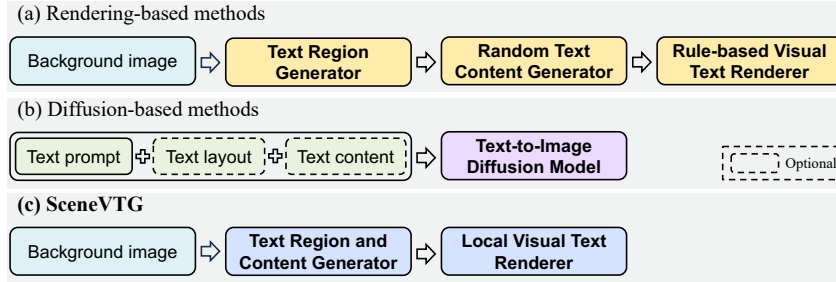 (a) Rendering-based methods
Background image
Text Region
Generator
Random Text
Content Generator
Rule-based Visual
Text Renderer
(b) Diffusion-based methods
Text prompt
Text layout
Text content
Text-to-Image
Diffusion Model
Optional
(c) SceneVTG
Background image
Text Region and
Content Generator
Local Visual Text
Renderer